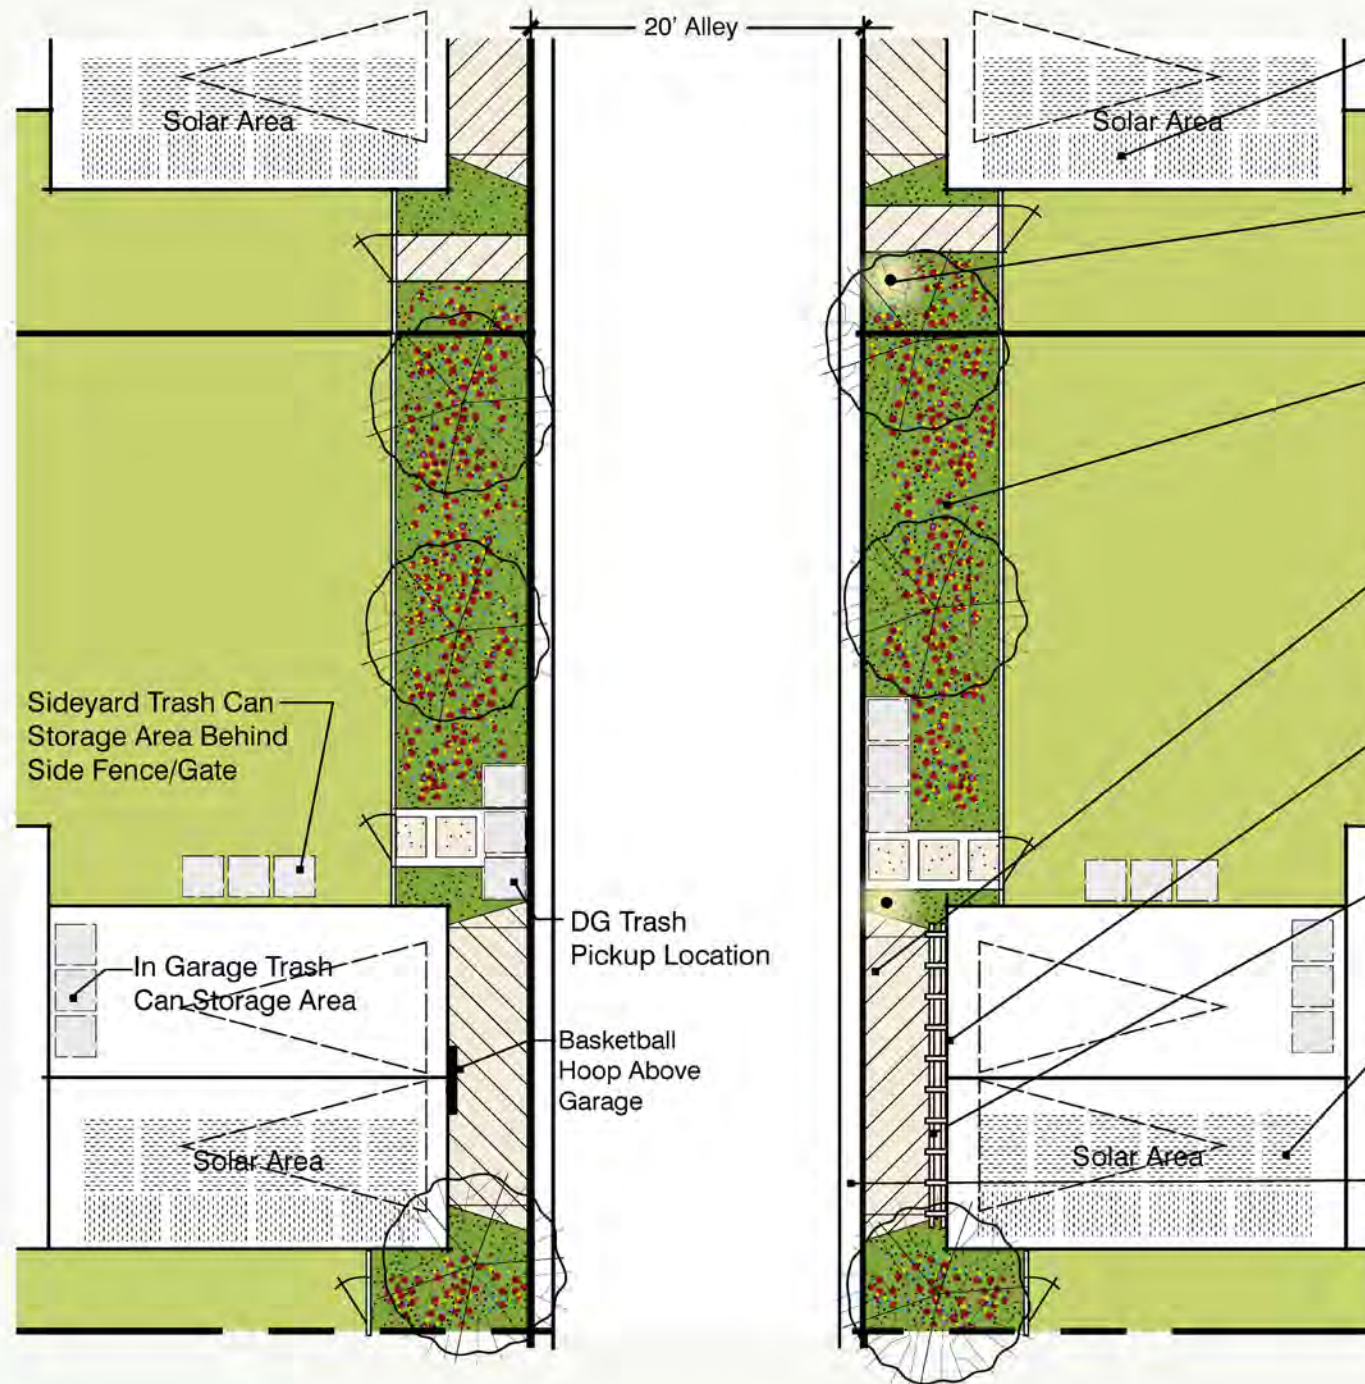 20' Alley
Solar Area
Solar Area
Sideyard Trash Can
Storage Area Behind
Side Fence/Gate
DG Trash
Pickup Location
In Garage Trash
Can Storage Area
Basketball
Hoop Above
Garage
Solar Area
Solar Area